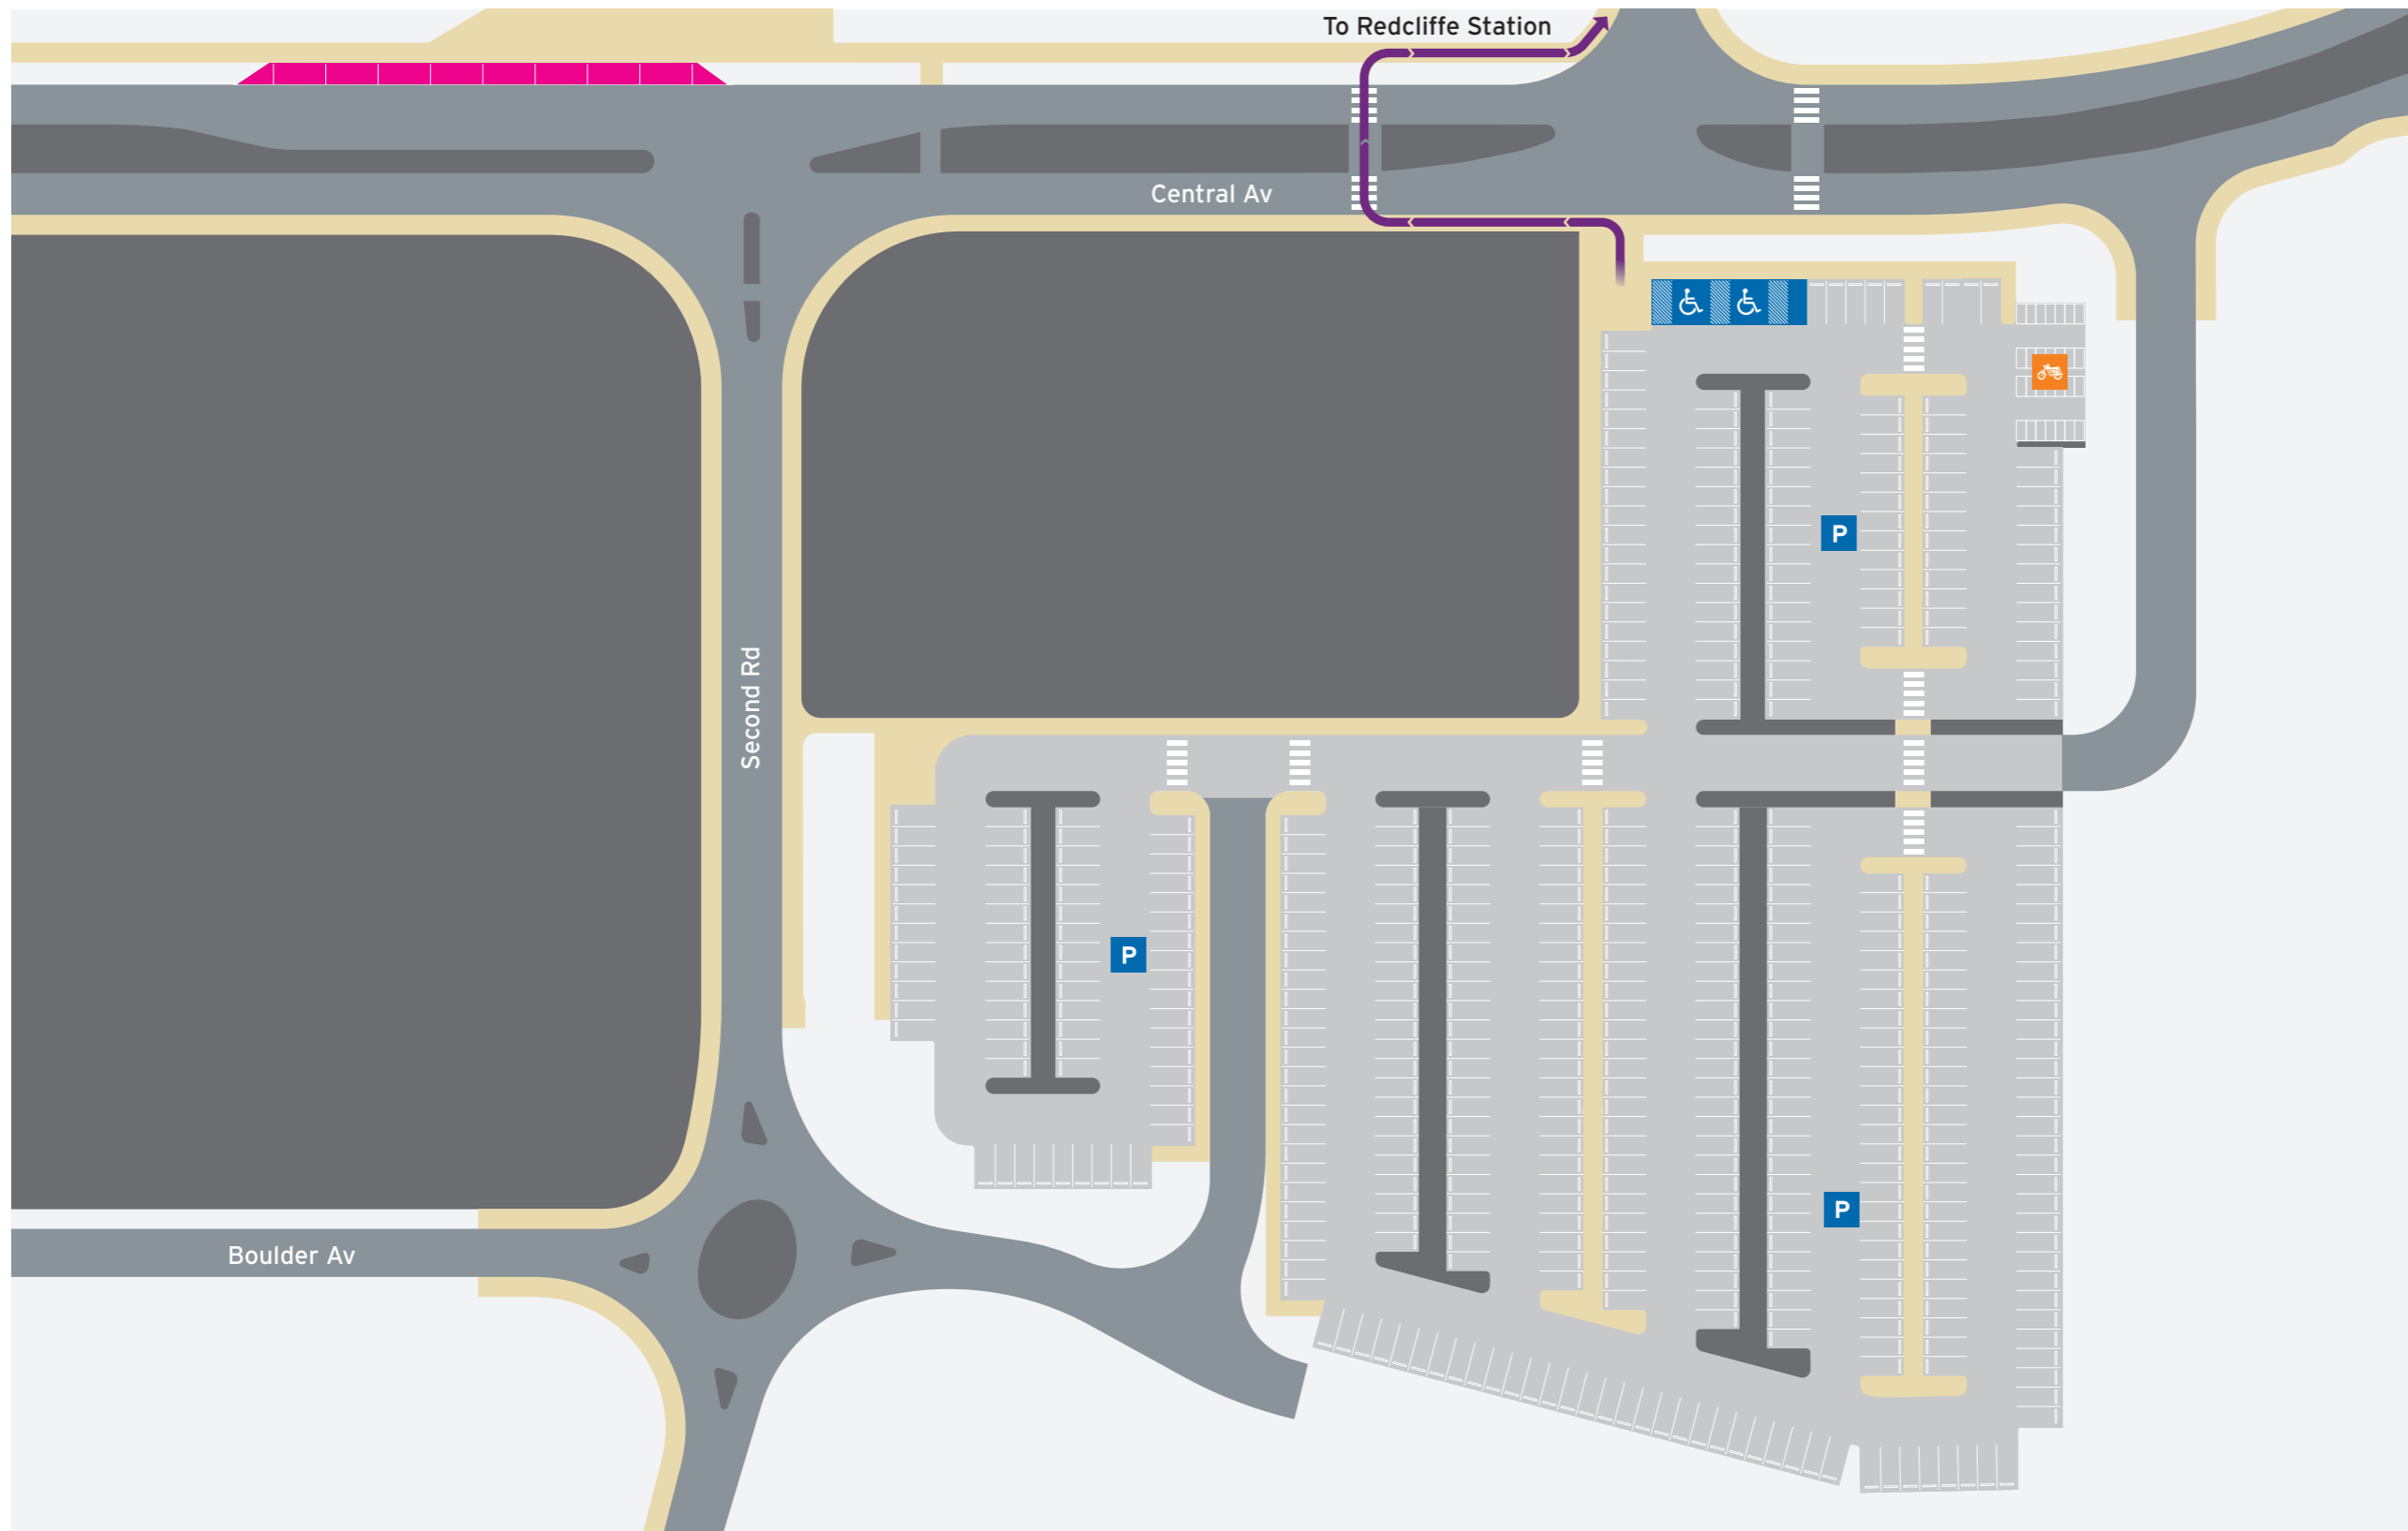 To Redcliffe Station
Central Av
Second Rd
P
P
P
Boulder Av